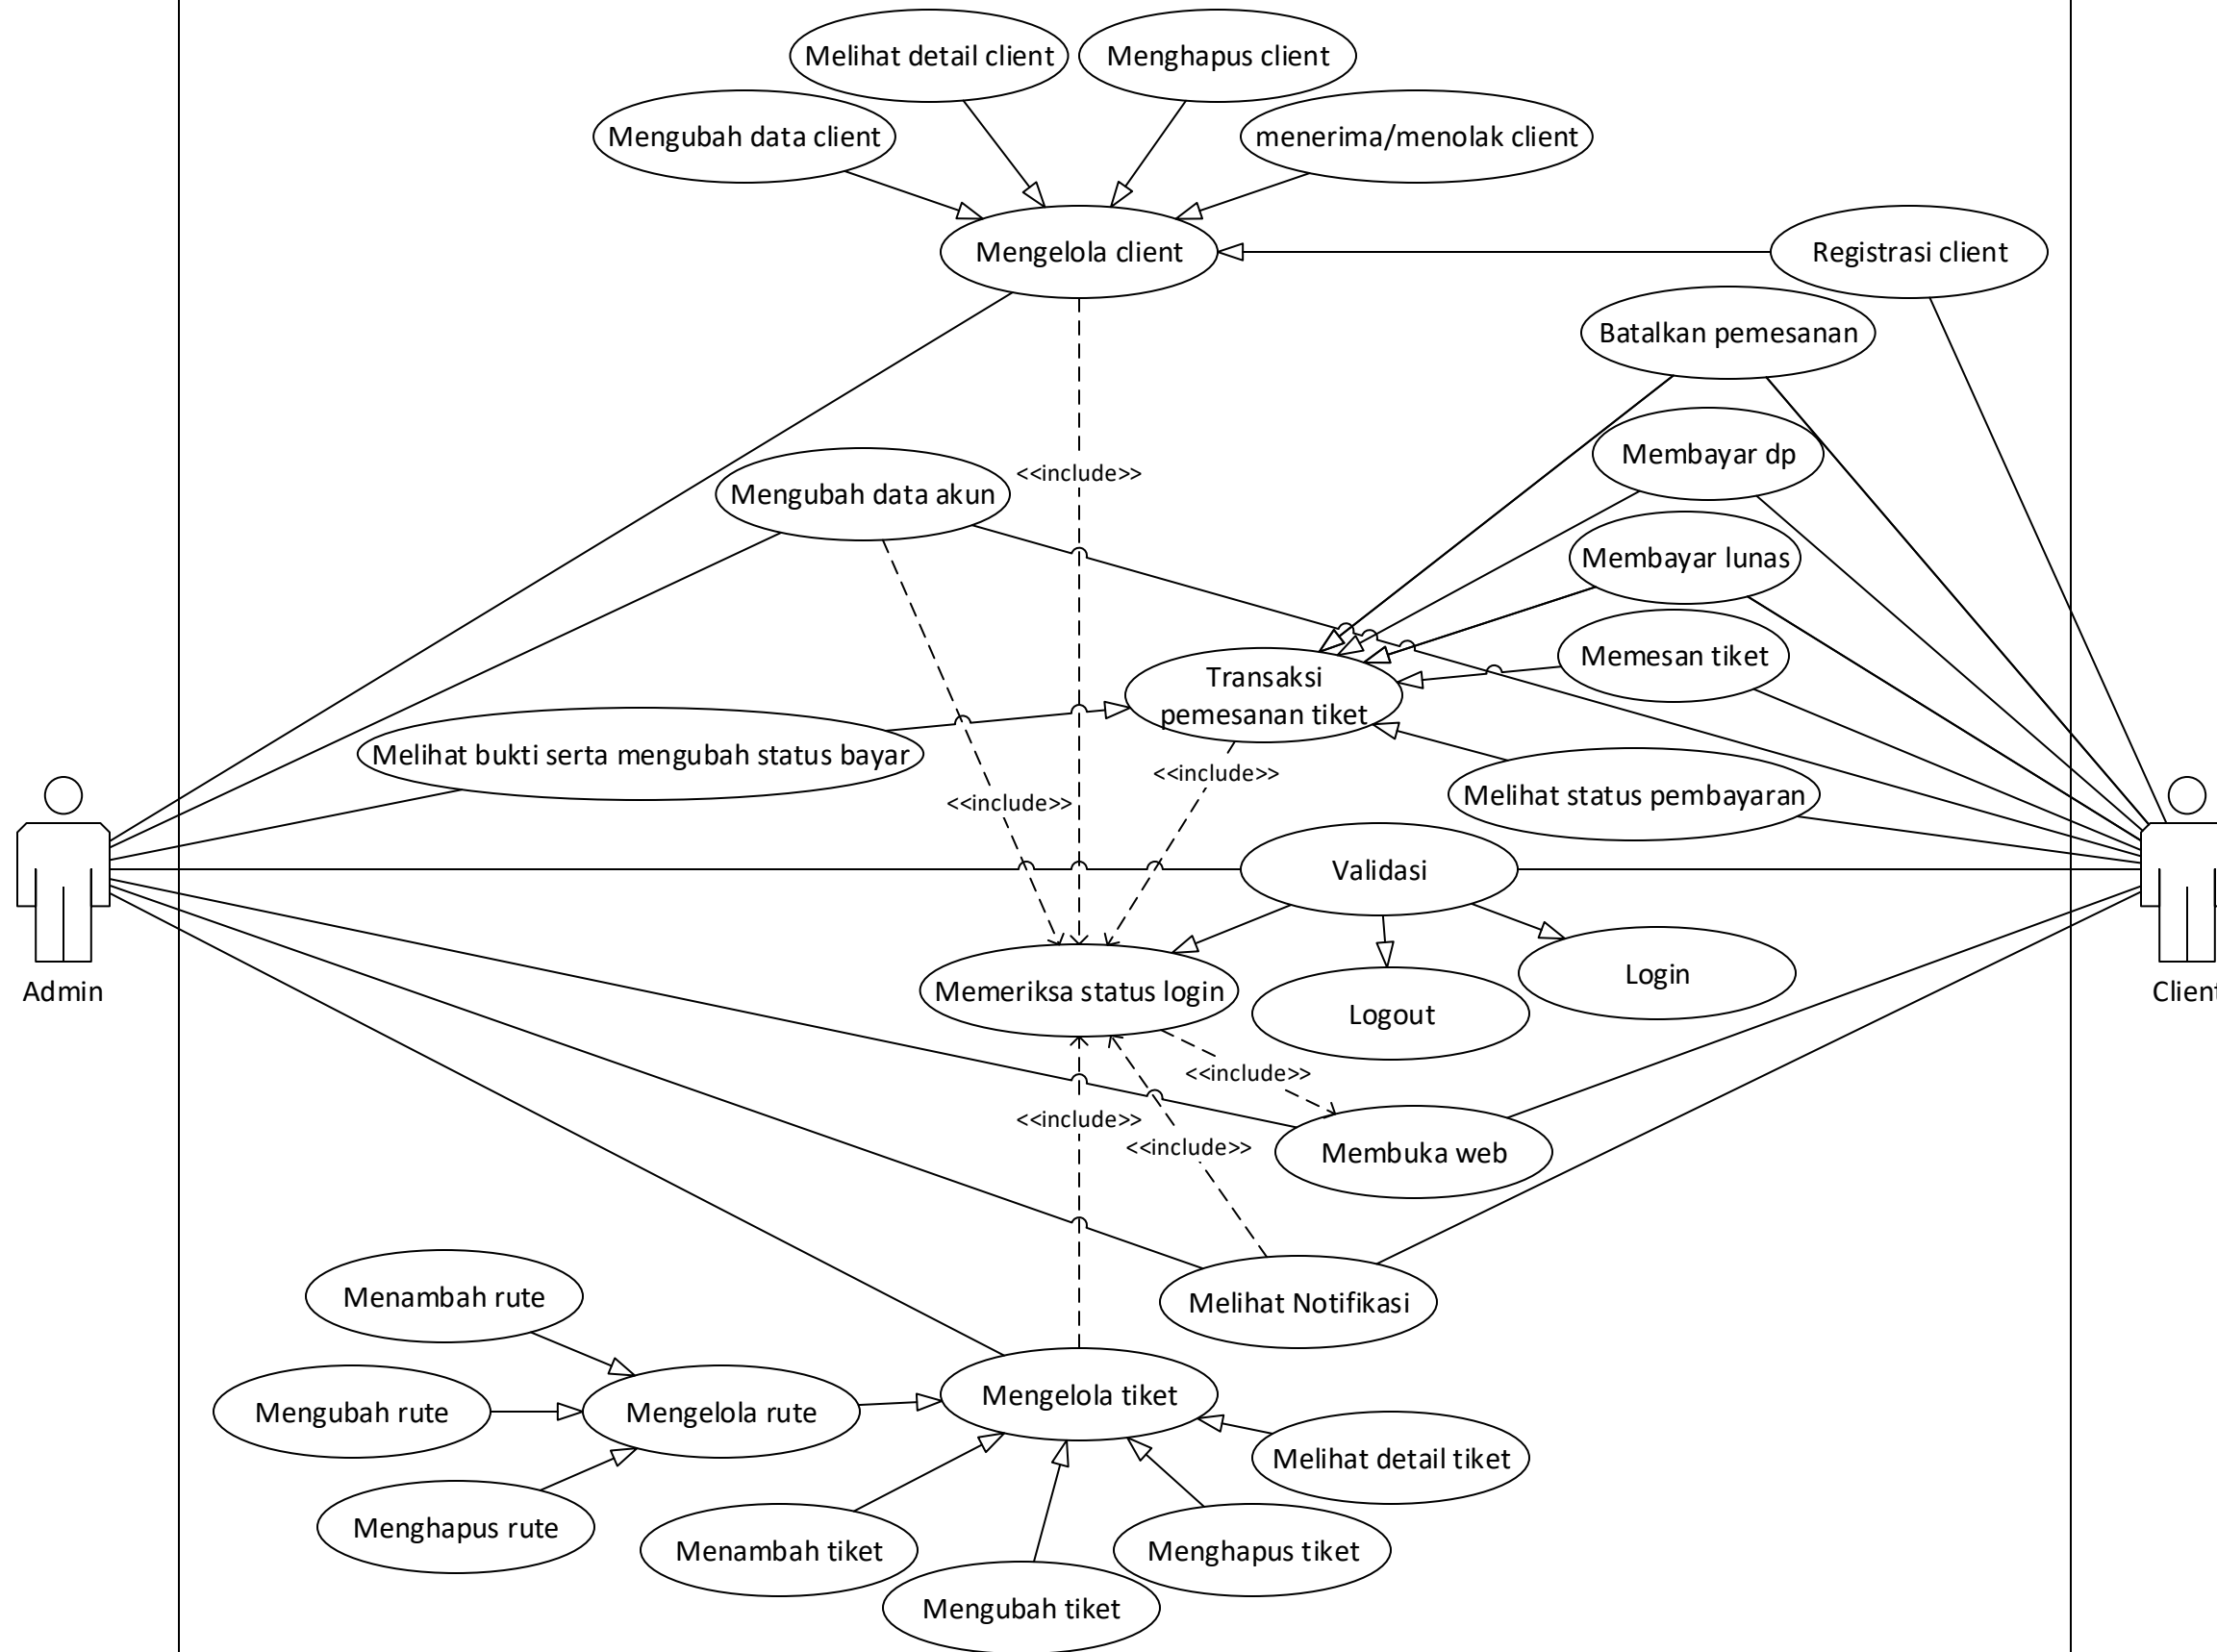 Melihat detail client
Menghapus client
Mengubah data client
menerima/menolak client
Mengelola client
Registrasi client
Batalkan pemesanan
Membayar dp
<<include>>
Mengubah data akun
Membayar lunas
Memesan tiket
Transaksi
pemesanan tiket
Melihat bukti serta mengubah status bayar
<<include>>
Melihat status pembayaran
<<include>>
Validasi
Login
Memeriksa status login
Admin
Client
Logout
<<include>>
<<include>>
<<include>>
Membuka web
Menambah rute
Melihat Notifikasi
Mengelola tiket
Mengubah rute
Mengelola rute
Melihat detail tiket
Menghapus rute
Menambah tiket
Menghapus tiket
Mengubah tiket